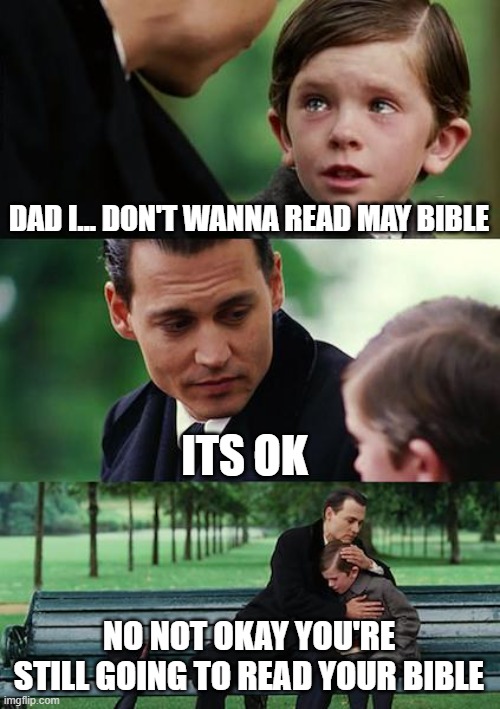 DAD I... DON'T WANNA READ MAY BIBLE
ITS OK
NO NOT OKAY YOU'RE
STILL GOING TO READ YOUR BIBLE
imgflip.com